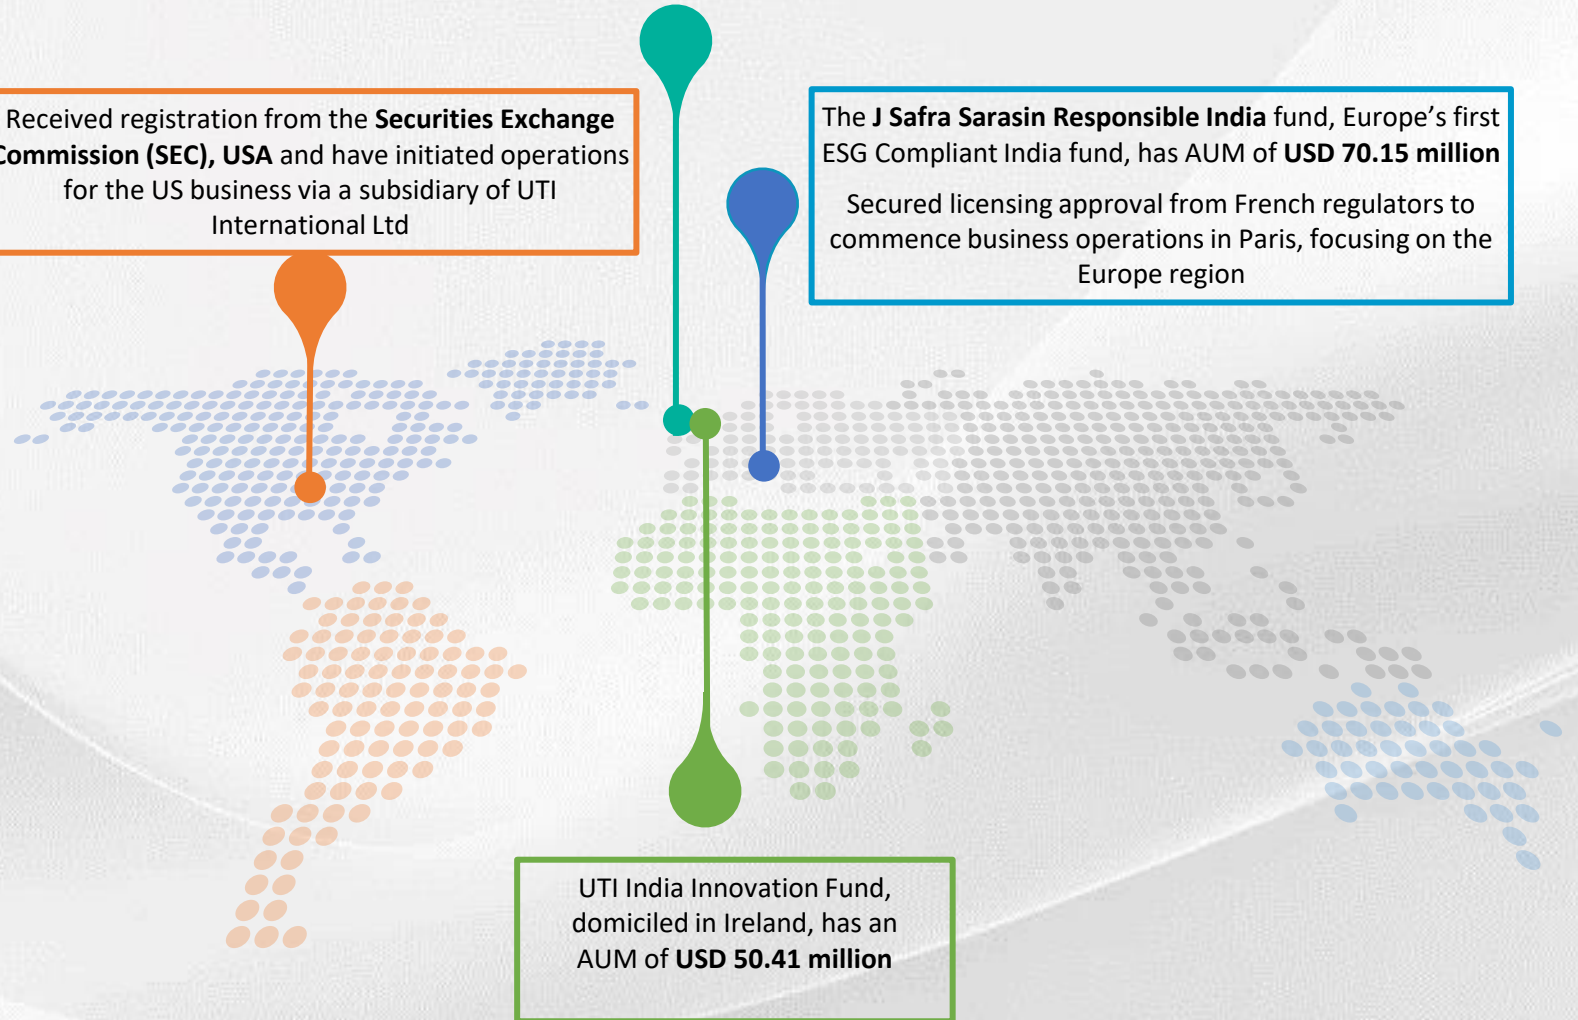 Received registration from the Securities Exchange
Commission (SEC), USA and have initiated operations
for the US business via a subsidiary of UTI
International Ltd
The J Safra Sarasin Responsible India fund, Europe’s first
ESG Compliant India fund, has AUM of USD 70.15 million
Secured licensing approval from French regulators to
commence business operations in Paris, focusing on the
Europe region
UTI India Innovation Fund,
domiciled in Ireland, has an
AUM of USD 50.41 million